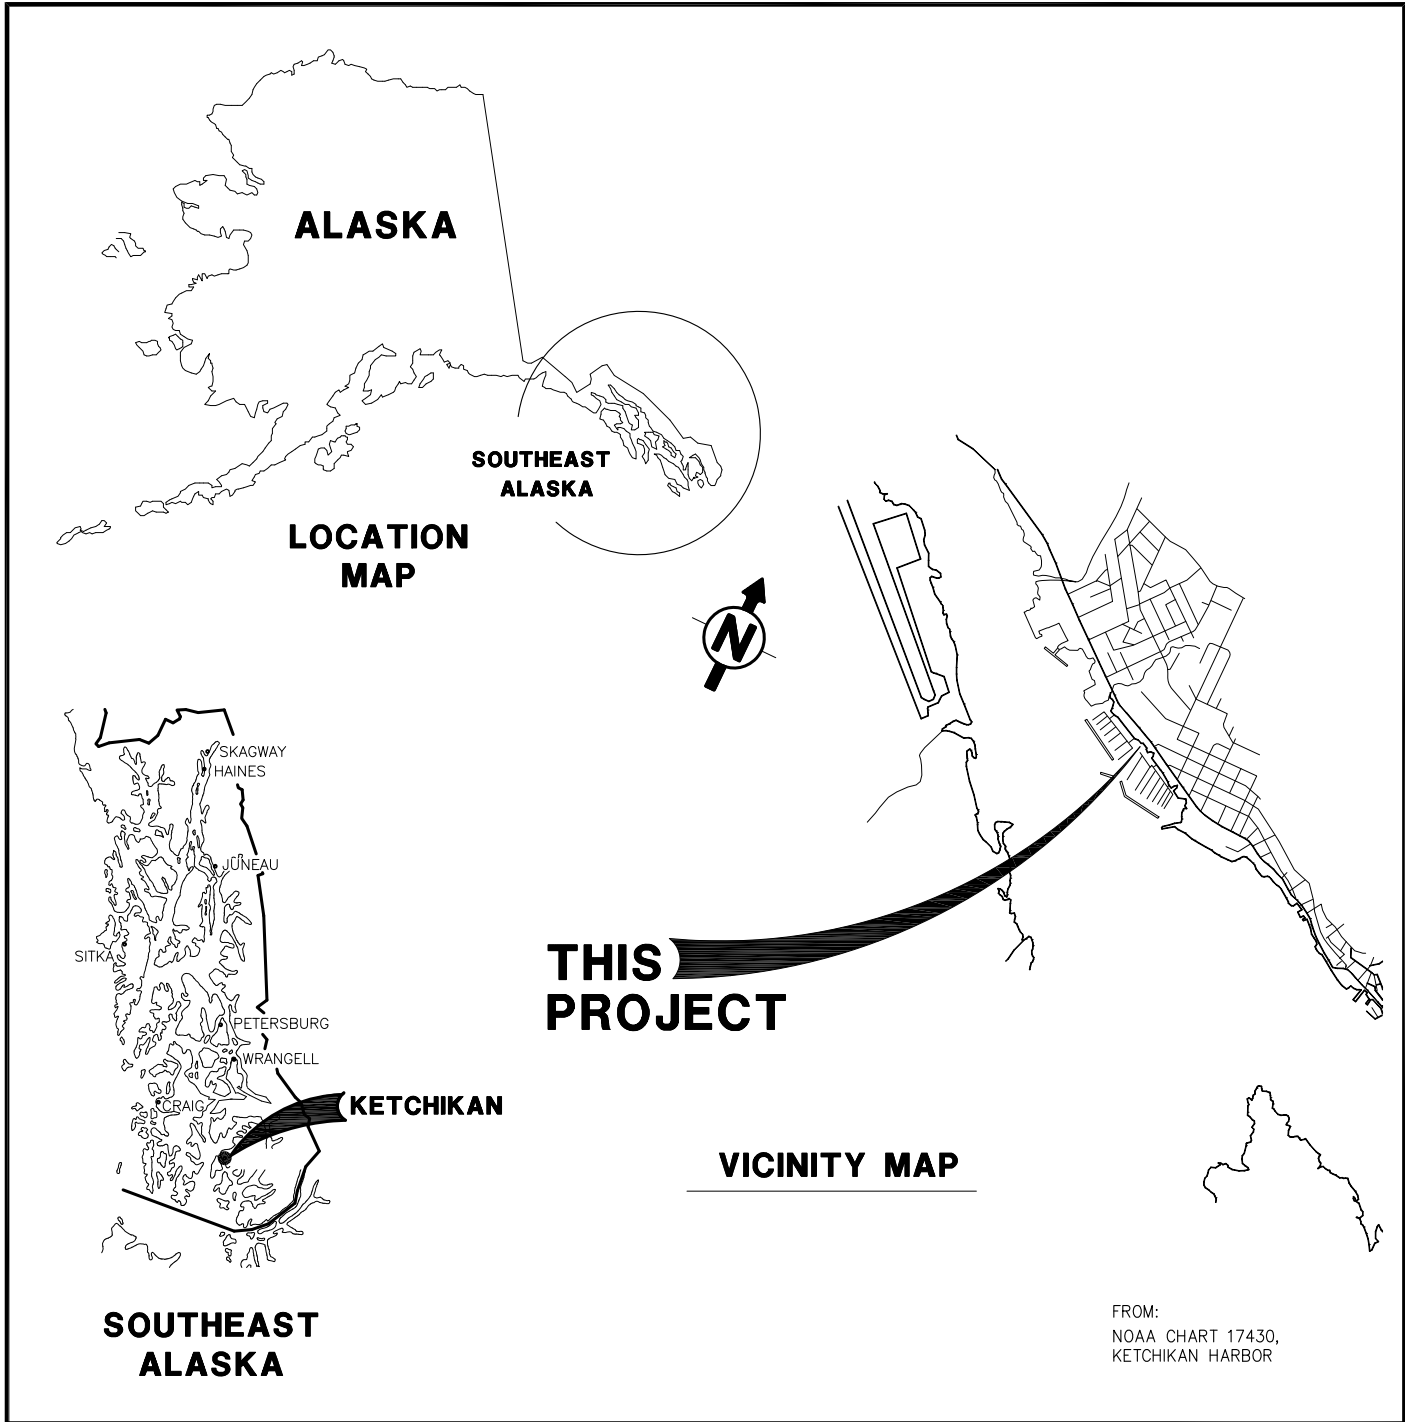 ALASKA
SOUTHEAST
ALASKA
LOCATION
MAP
N
SKAGWAY
HAINES
JUNEAU
SITKA
PETERSBURG
WRANGELL
CRAIG
KETCHIKAN
SOUTHEAST
ALASKA
THIS
PROJECT
VICINITY MAP
FROM:
NOAA CHART 17430,
KETCHIKAN HARBOR